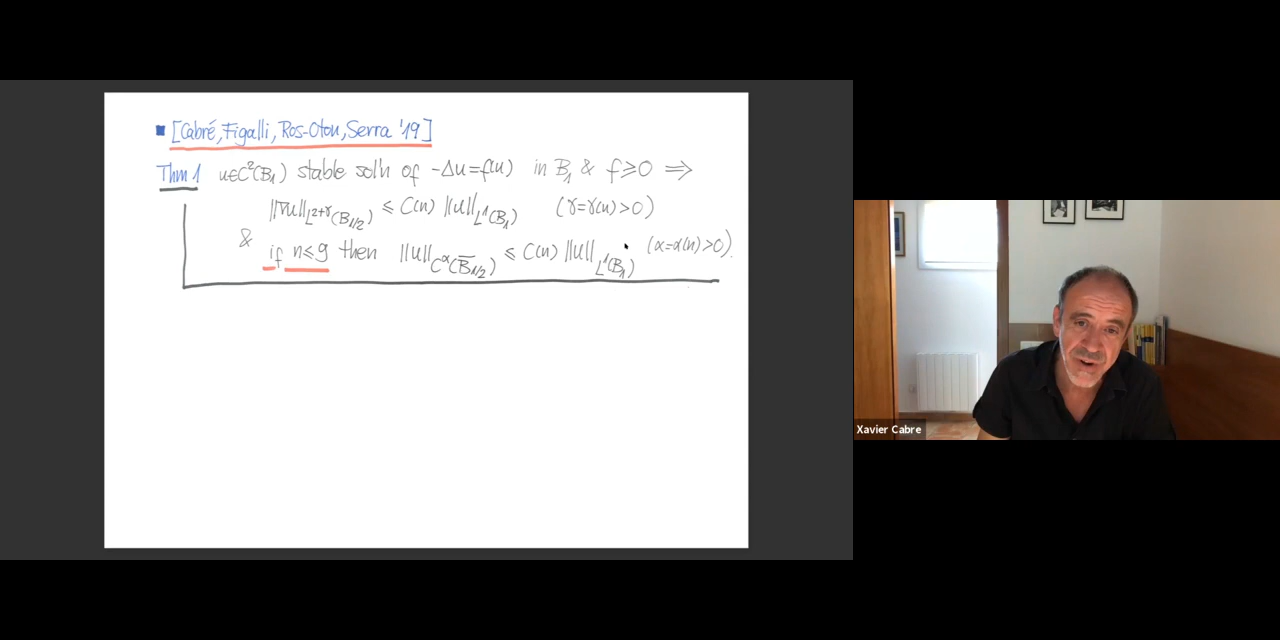 ■ [Cabré, Figalli, Ros-Oton, Serra '19]
Thm 1 u∈C²(B₁) stable sol'n of -Δu=f(u) in B₁ & f≥0 ⇒
‖∇u‖_{L^{2+γ}(B_{1/2})} ≤ C(n) ‖u‖_{L¹(B₁)} (γ=γ(n)>0)
& if n≤9 then ‖u‖_{C^α(B̅_{1/2})} ≤ C(n) ‖u‖_{L¹(B₁)} (α=α(n)>0).
Xavier Cabre